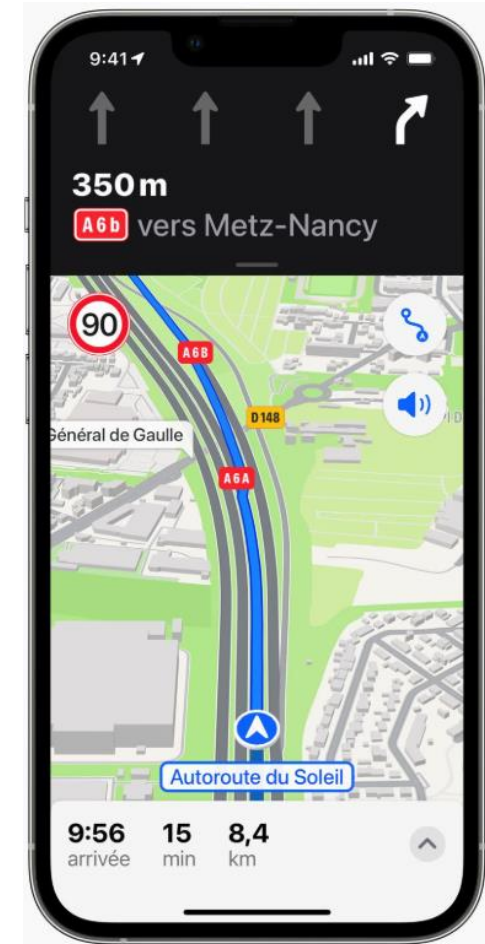 9:41
350 m
A6b vers Metz-Nancy
90
A6B
D148
Général de Gaulle
A6A
Autoroute du Soleil
9:56 15 8,4
arrivée min km